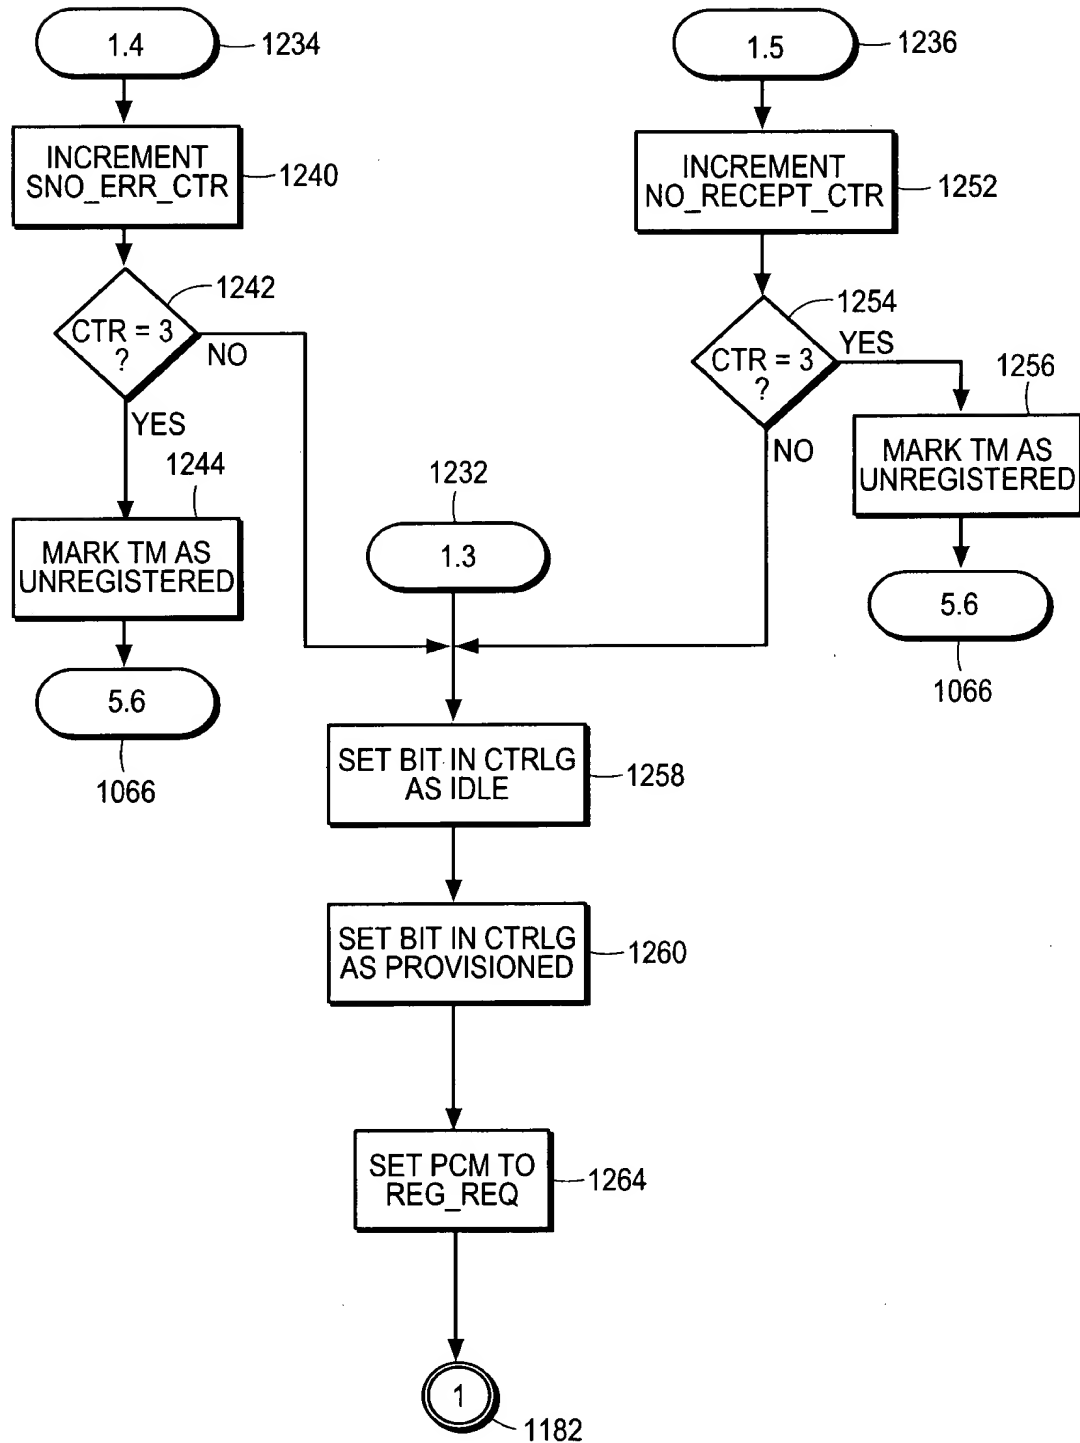 1.4
1234
INCREMENT
SNO_ERR_CTR
1240
CTR = 3
?
1242
NO
YES
1244
MARK TM AS
UNREGISTERED
5.6
1066
1.5
1236
INCREMENT
NO_RECEPT_CTR
1252
CTR = 3
?
1254
YES
NO
1256
MARK TM AS
UNREGISTERED
5.6
1066
1232
1.3
SET BIT IN CTRLG
AS IDLE
1258
SET BIT IN CTRLG
AS PROVISIONED
1260
SET PCM TO
REG_REQ
1264
1
1182